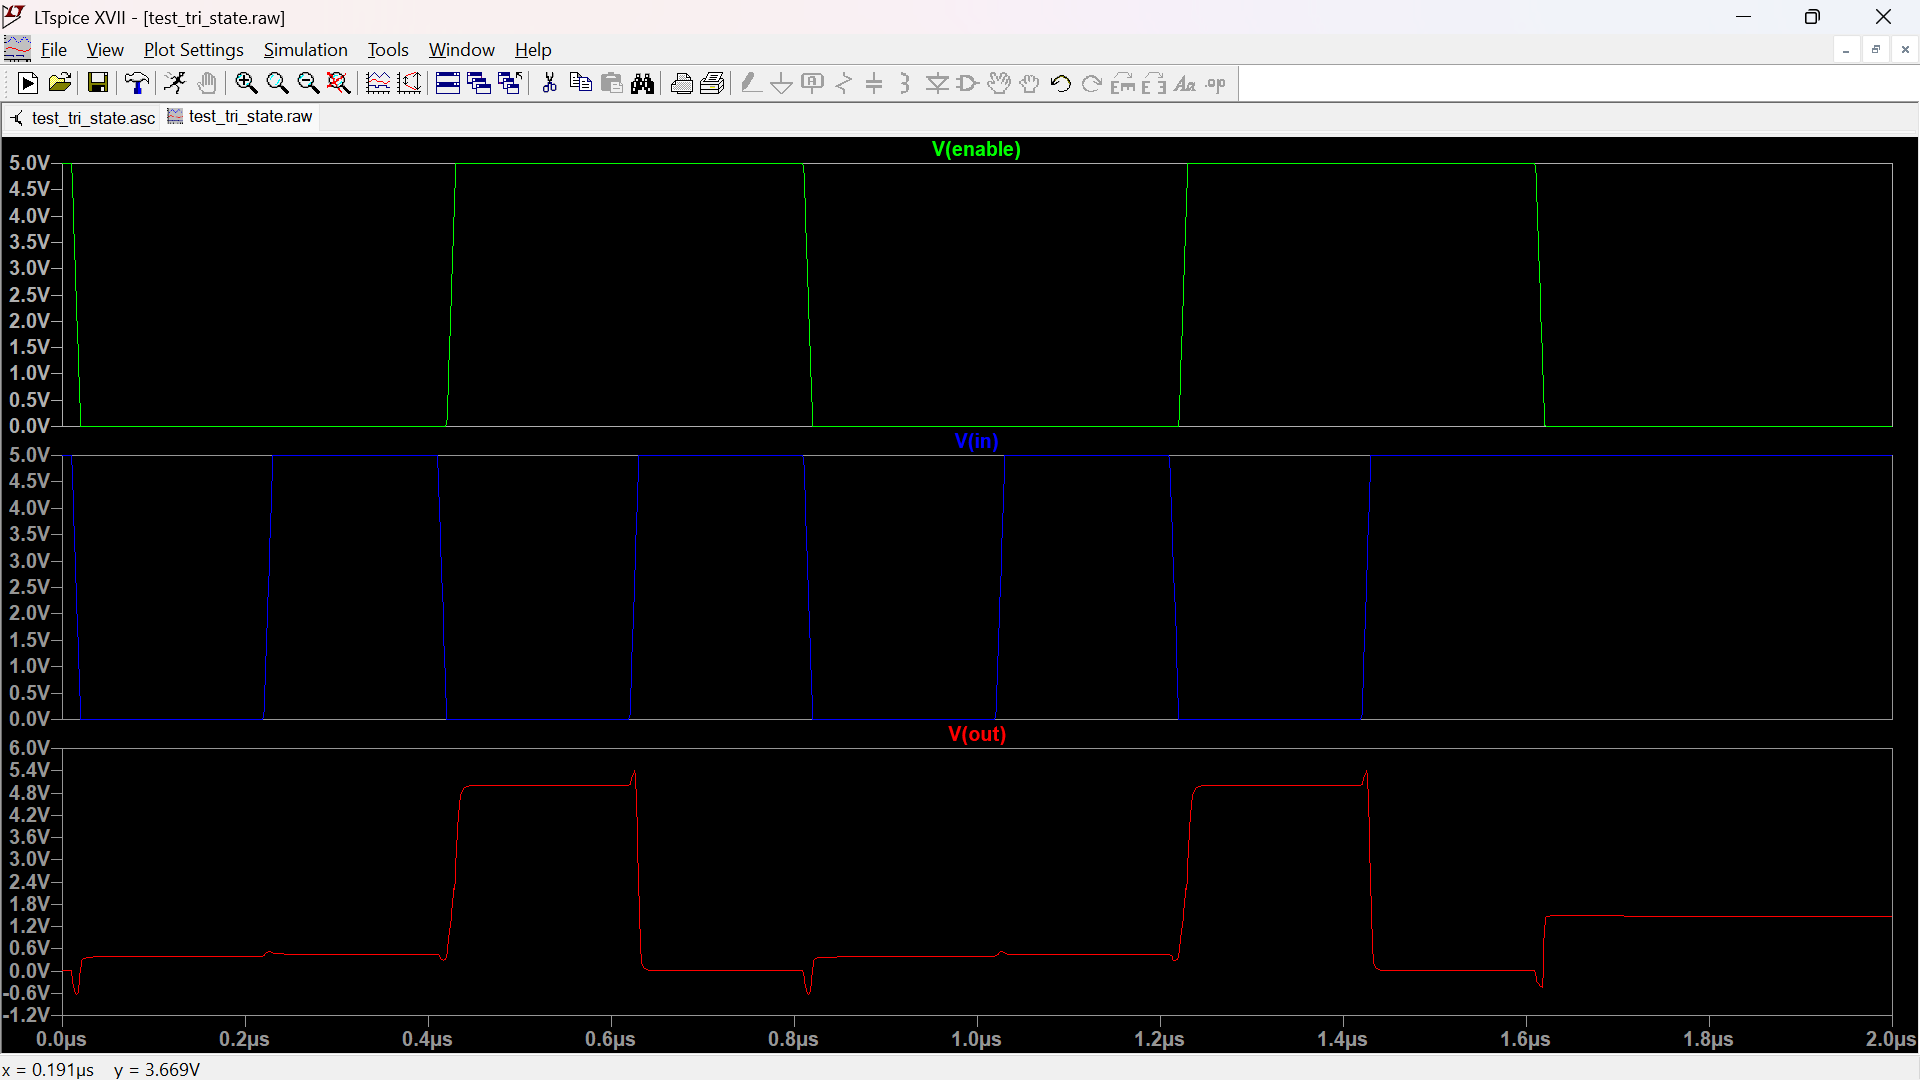 LTspice XVII - [test_tri_state.raw]
File View Plot Settings Simulation Tools Window Help
test_tri_state.asc test_tri_state.raw
V(enable)
5.0V
4.5V
4.0V
3.5V
3.0V
2.5V
2.0V
1.5V
1.0V
0.5V
0.0V
V(in)
5.0V
4.5V
4.0V
3.5V
3.0V
2.5V
2.0V
1.5V
1.0V
0.5V
0.0V
V(out)
6.0V
5.4V
4.8V
4.2V
3.6V
3.0V
2.4V
1.8V
1.2V
0.6V
0.0V
-0.6V
-1.2V
0.0µs 0.2µs 0.4µs 0.6µs 0.8µs 1.0µs 1.2µs 1.4µs 1.6µs 1.8µs 2.0µs
x = 0.191µs y = 3.669V